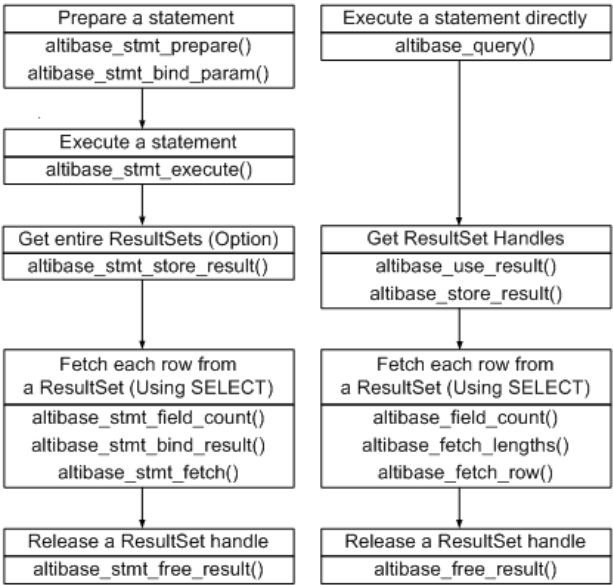 Prepare a statement
altibase_stmt_prepare()
altibase_stmt_bind_param()
Execute a statement
altibase_stmt_execute()
Get entire ResultSets (Option)
altibase_stmt_store_result()
Fetch each row from
a ResultSet (Using SELECT)
altibase_stmt_field_count()
altibase_stmt_bind_result()
altibase_stmt_fetch()
Release a ResultSet handle
altibase_stmt_free_result()
Execute a statement directly
altibase_query()
Get ResultSet Handles
altibase_use_result()
altibase_store_result()
Fetch each row from
a ResultSet (Using SELECT)
altibase_field_count()
altibase_fetch_lengths()
altibase_fetch_row()
Release a ResultSet handle
altibase_free_result()